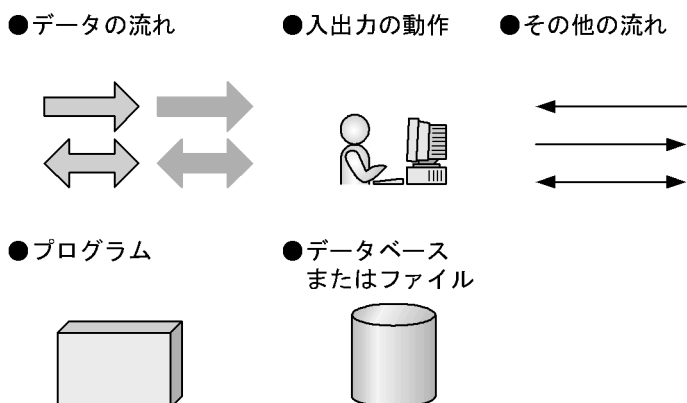 ●データの流れ
●入出力の動作
●その他の流れ
●プログラム
●データベース
またはファイル